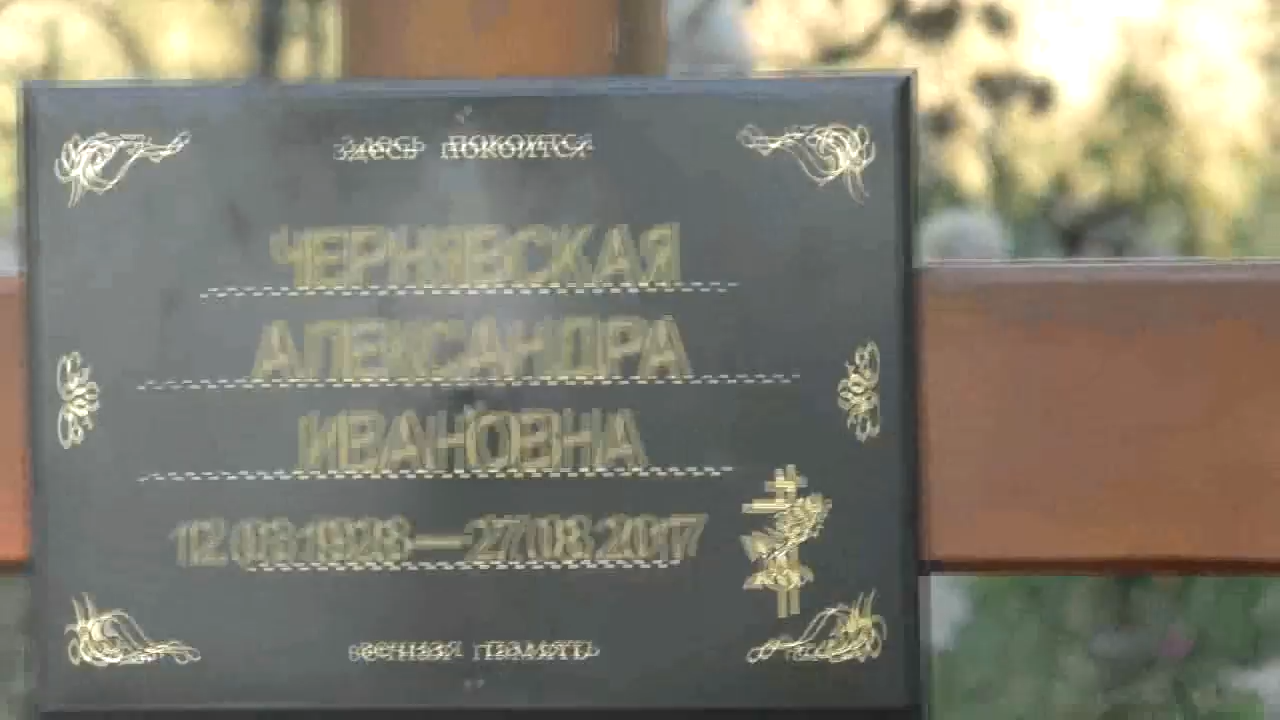 здесь покоится
ЧЕРНЯВСКАЯ
АЛЕКСАНДРА
ИВАНОВНА
12.03.1928—27.08.2017
вечная память